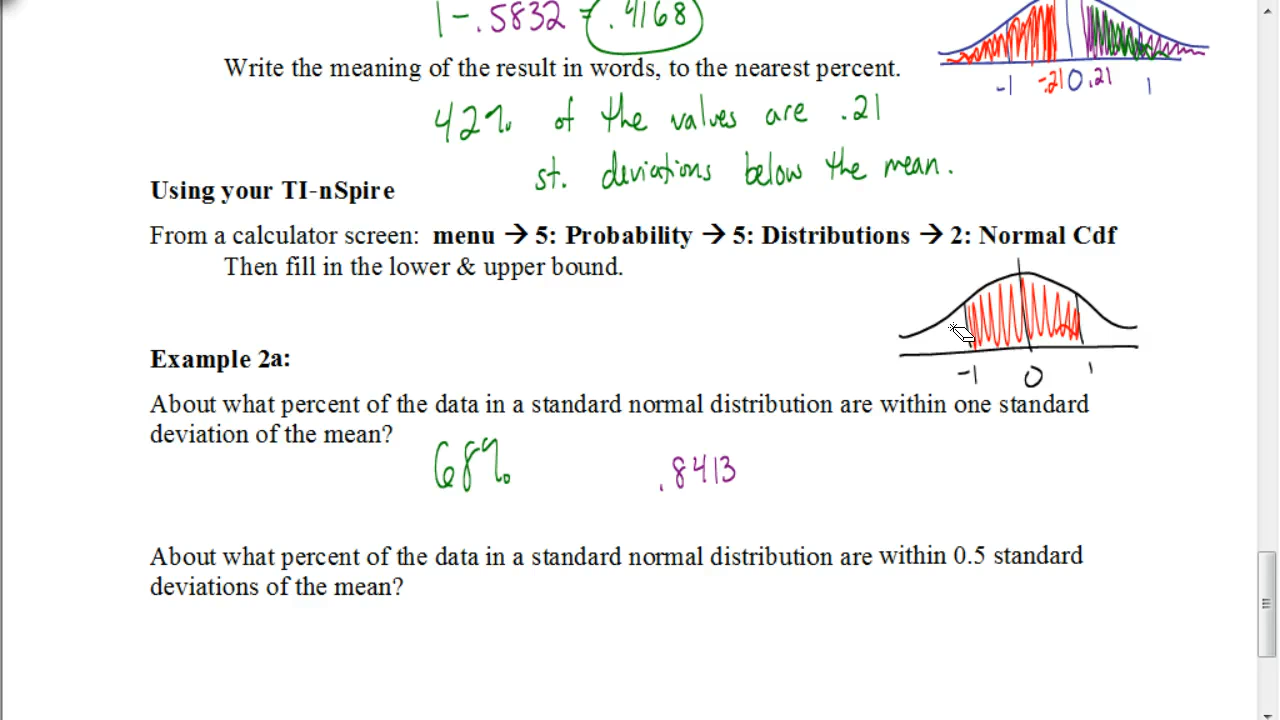 1 - .5832 = .4168
Write the meaning of the result in words, to the nearest percent.
-1 -.21 0 .21 1
42% of the values are .21
st. deviations below the mean.
Using your TI-nSpire
From a calculator screen: menu → 5: Probability → 5: Distributions → 2: Normal Cdf
Then fill in the lower & upper bound.
-1 0 1
Example 2a:
About what percent of the data in a standard normal distribution are within one standard
deviation of the mean?
68% .8413
About what percent of the data in a standard normal distribution are within 0.5 standard
deviations of the mean?